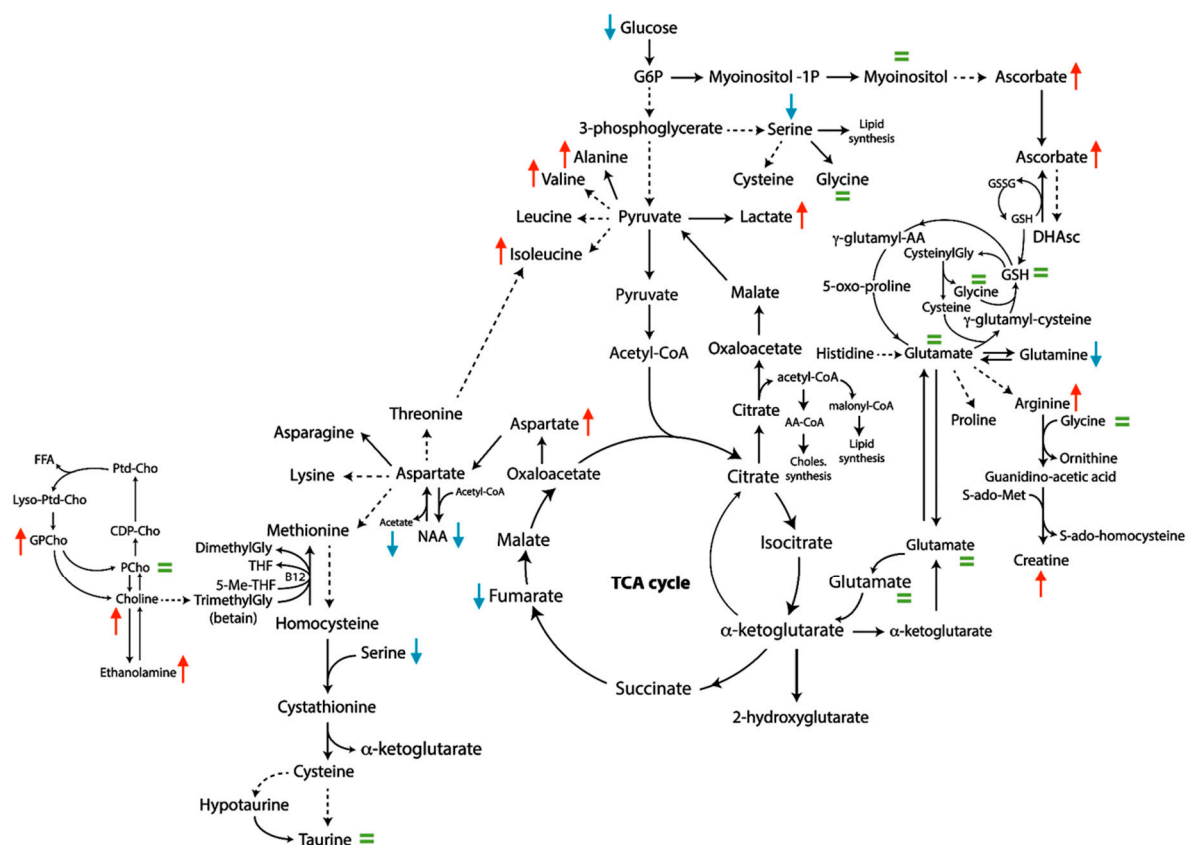 Glucose
G6P
Myoinositol -1P
Myoinositol
=
Ascorbate
3-phosphoglycerate
Serine
Lipid
synthesis
Alanine
Valine
Cysteine
Glycine
=
Ascorbate
GSSG
GSH
DHAsc
Leucine
Pyruvate
Lactate
Isoleucine
γ-glutamyl-AA
CysteinylGly
GSH =
5-oxo-proline
=
Glycine
Cysteine
γ-glutamyl-cysteine
Pyruvate
Malate
Acetyl-CoA
Oxaloacetate
Histidine
=
Glutamate
Glutamine
acetyl-CoA
malonyl-CoA
Citrate
AA-CoA
Lipid
synthesis
Choles.
synthesis
Proline
Arginine
Glycine =
Ornithine
Guanidino-acetic acid
S-ado-Met
S-ado-homocysteine
Creatine
Threonine
Asparagine
Aspartate
Lysine
Aspartate
Oxaloacetate
Citrate
Acetyl-CoA
Acetate
NAA
FFA
Ptd-Cho
Lyso-Ptd-Cho
CDP-Cho
GPCho
PCho =
Choline
Ethanolamine
Methionine
DimethylGly
THF
B12
5-Me-THF
TrimethylGly
(betain)
Malate
Isocitrate
TCA cycle
Fumarate
Glutamate
=
Glutamate
=
α-ketoglutarate
α-ketoglutarate
Homocysteine
Serine
Succinate
2-hydroxyglutarate
Cystathionine
α-ketoglutarate
Cysteine
Hypotaurine
Taurine =